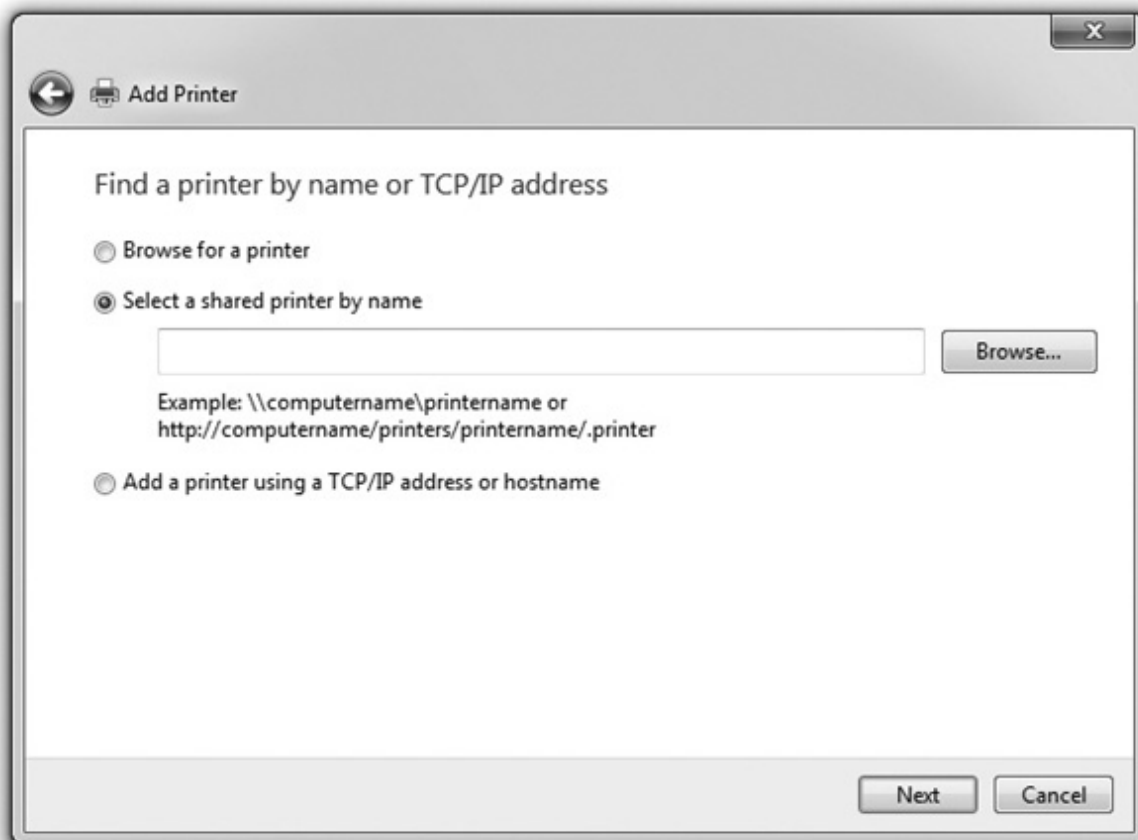 Add Printer
Find a printer by name or TCP/IP address
Browse for a printer
Select a shared printer by name
Browse...
Example: \\computername\printername or
http://computername/printers/printername/.printer
Add a printer using a TCP/IP address or hostname
Next
Cancel